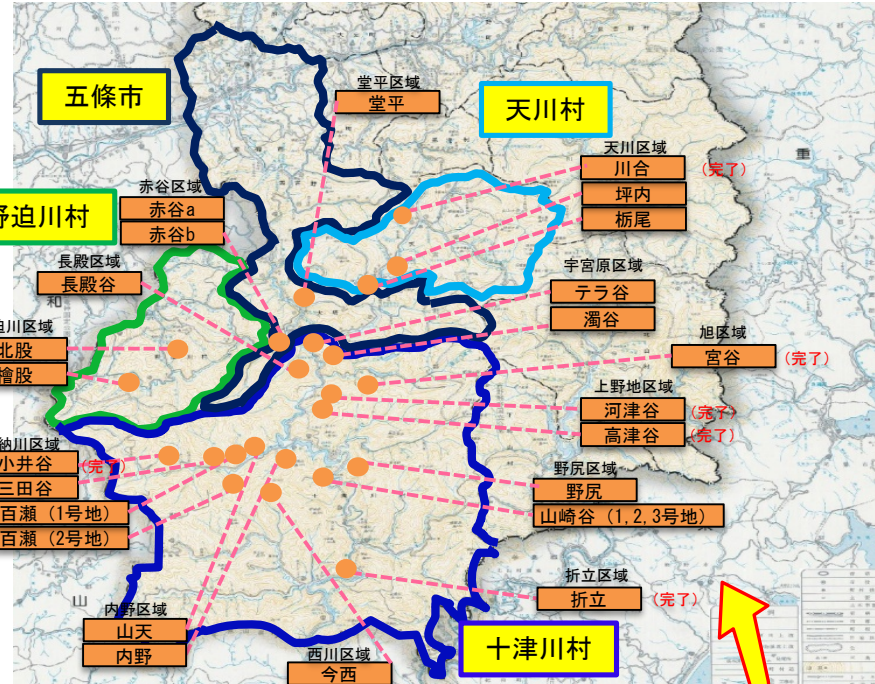 五條市
堂平区域
堂平
天川村
天川区域
川合 (完了)
坪内
栃尾
赤谷区域
赤谷a
赤谷b
野迫川村
長殿区域
長殿谷
宇宮原区域
テラ谷
濁谷
迫川区域
北股
檜股
旭区域
宮谷 (完了)
上野地区域
河津谷 (完了)
高津谷 (完了)
納川区域
小井谷 (完了)
三田谷
百瀬（1号地）
百瀬（2号地）
野尻区域
野尻
山崎谷（1,2,3号地）
折立区域
折立 (完了)
内野区域
山天
内野
西川区域
今西
十津川村
重
和
山